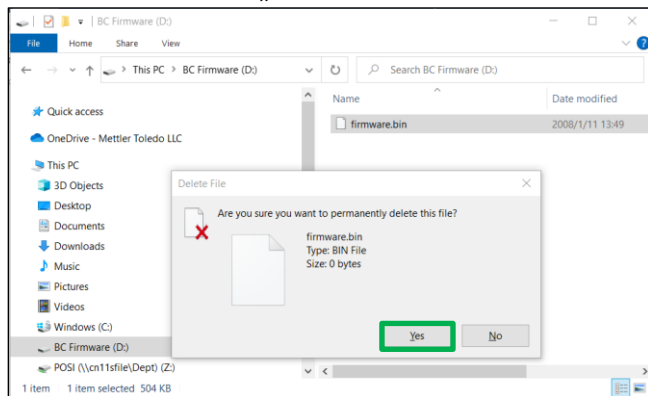 BC Firmware (D:)
File Home Share View
This PC > BC Firmware (D:)
Search BC Firmware (D:)
Name Date modified
Quick access
firmware.bin 2008/1/11 13:49
OneDrive - Mettler Toledo LLC
This PC
3D Objects
Desktop
Documents
Downloads
Music
Pictures
Videos
Windows (C:)
BC Firmware (D:)
POSI (\\cn11sfile\Dept) (Z:)
Delete File
Are you sure you want to permanently delete this file?
firmware.bin
Type: BIN File
Size: 0 bytes
Yes No
1 item 1 item selected 504 KB